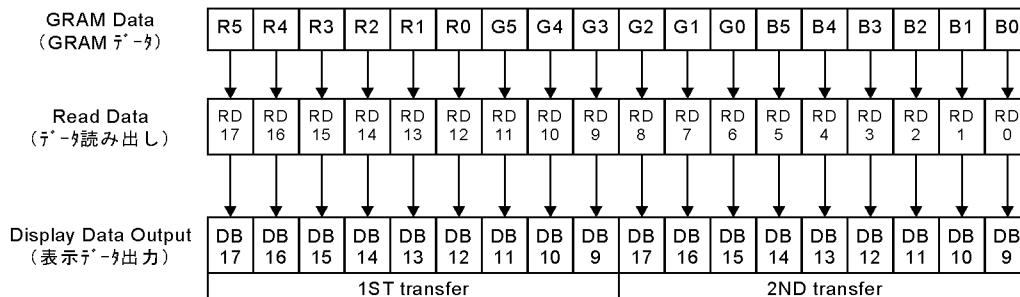 GRAM Data
（GRAM ﾃﾞｰﾀ）
R5 R4 R3 R2 R1 R0 G5 G4 G3 G2 G1 G0 B5 B4 B3 B2 B1 B0
Read Data
（ﾃﾞｰﾀ読み出し）
RD RD RD RD RD RD RD RD RD RD RD RD RD RD RD RD RD RD
17 16 15 14 13 12 11 10 9 8 7 6 5 4 3 2 1 0
Display Data Output
（表示ﾃﾞｰﾀ出力）
DB DB DB DB DB DB DB DB DB DB DB DB DB DB DB DB DB DB
17 16 15 14 13 12 11 10 9 17 16 15 14 13 12 11 10 9
1ST transfer
2ND transfer